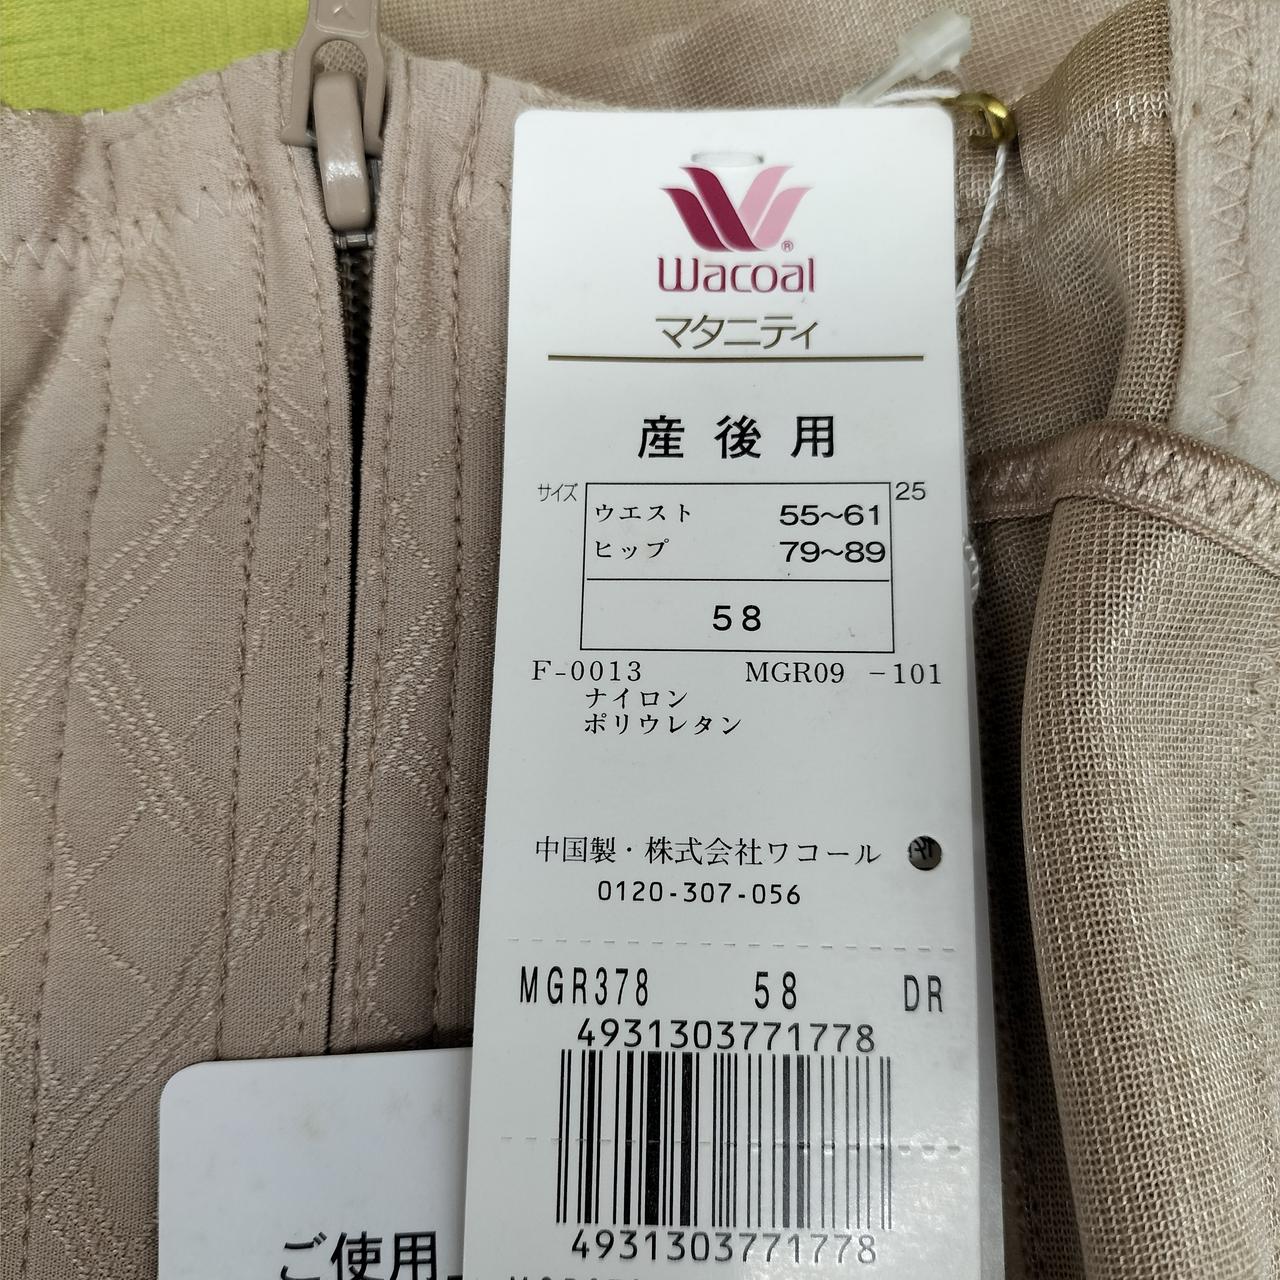 Wacoal
マタニティ
産後用
サイズ 25
ウエスト 55~61
ヒップ 79~89
58
F-0013 MGR09 -101
ナイロン
ポリウレタン
中国製・株式会社ワコール
0120-307-056
MGR378 58 DR
4931303771778
4931303771778
ご使用